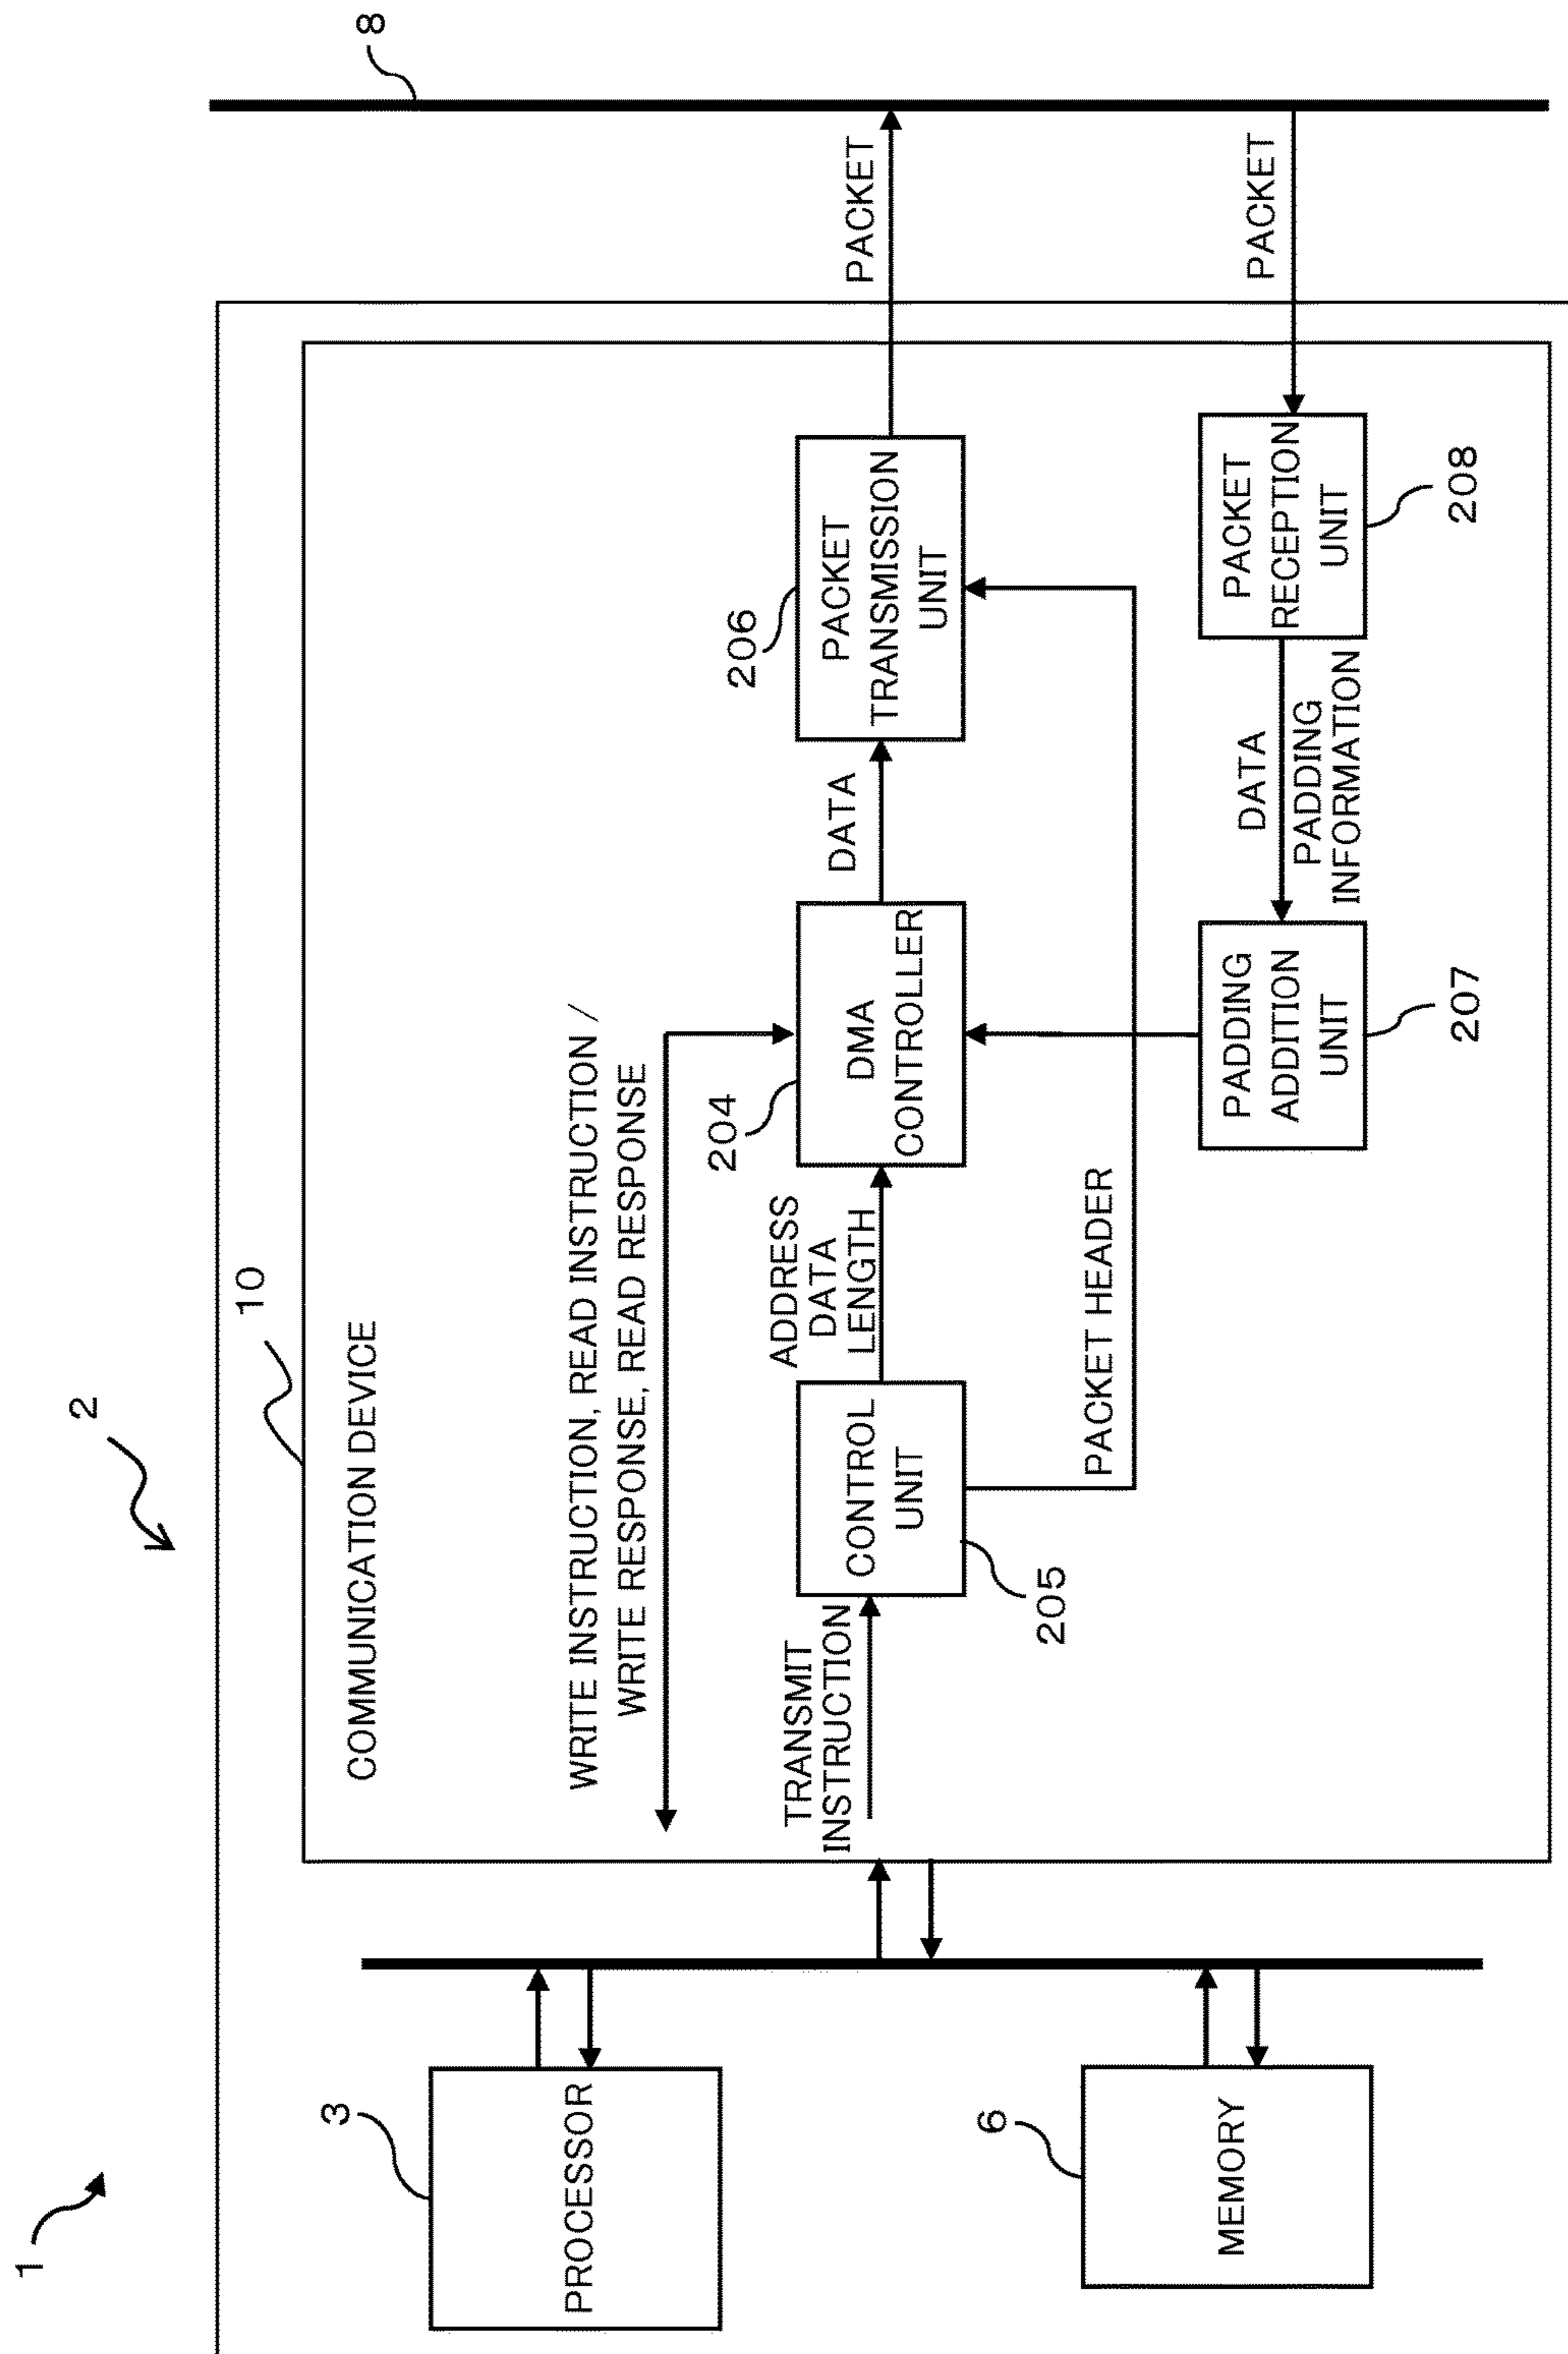 1
2
3
PROCESSOR
6
MEMORY
10
COMMUNICATION DEVICE
WRITE INSTRUCTION, READ INSTRUCTION /
WRITE RESPONSE, READ RESPONSE
TRANSMIT
INSTRUCTION
CONTROL
UNIT
205
ADDRESS
DATA
LENGTH
204
DMA
CONTROLLER
DATA
206
PACKET
TRANSMISSION
UNIT
PACKET
8
PACKET HEADER
PADDING
ADDITION
UNIT
207
DATA
PADDING
INFORMATION
PACKET
RECEPTION
UNIT
208
PACKET